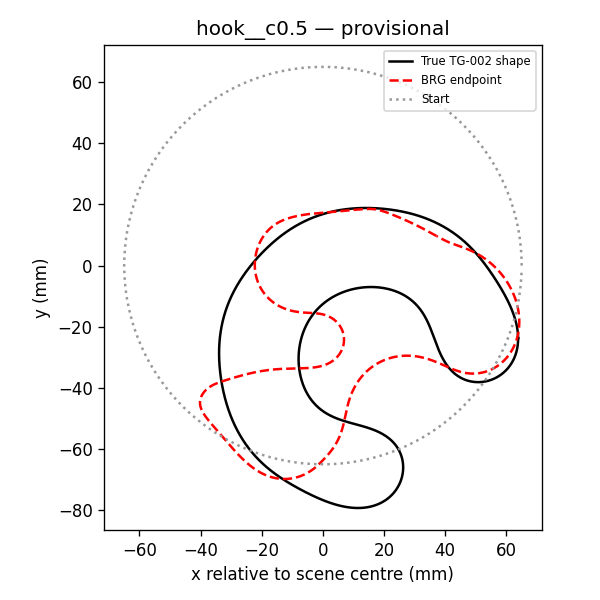 hook__c0.5 — provisional
True TG-002 shape
BRG endpoint
Start
60
40
20
0
−20
−40
−60
−80
y (mm)
−60 −40 −20 0 20 40 60
x relative to scene centre (mm)